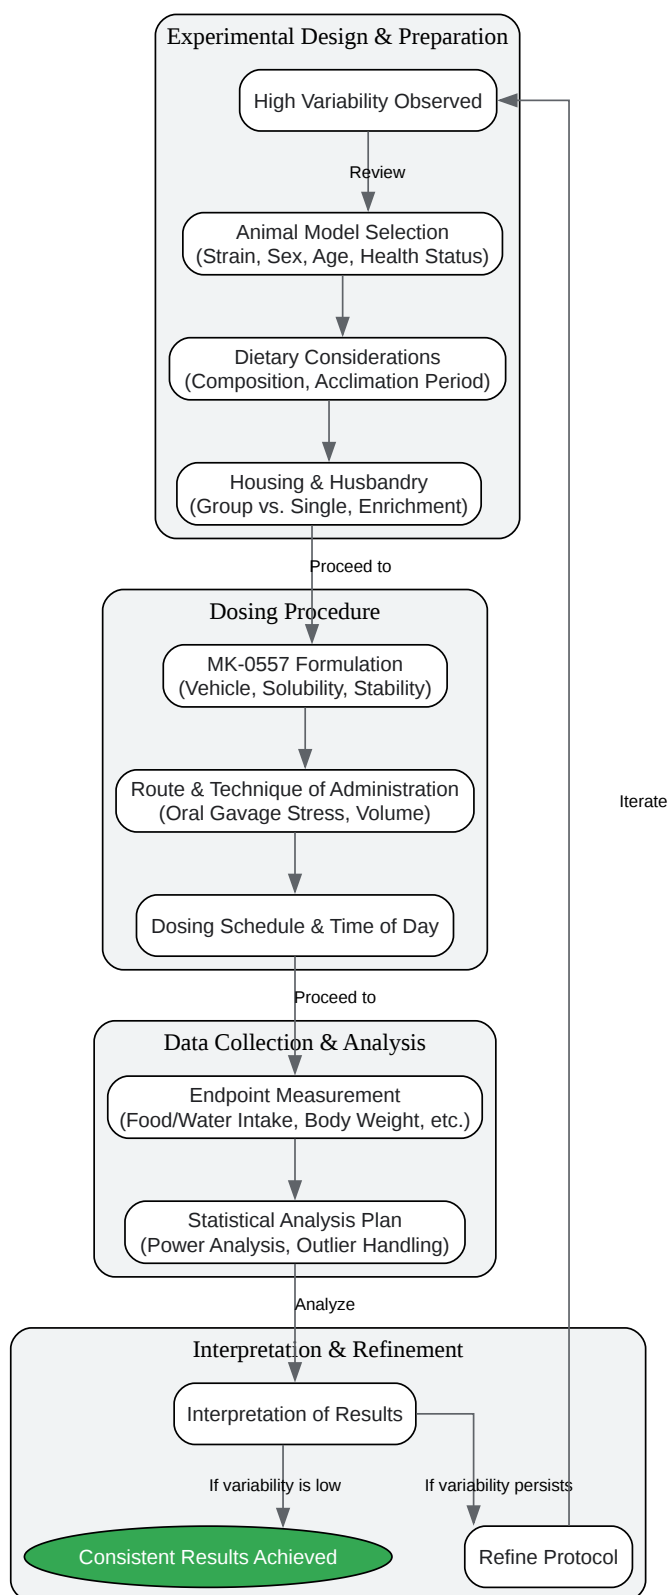 Experimental Design & Preparation
High Variability Observed
Review
Animal Model Selection
(Strain, Sex, Age, Health Status)
Dietary Considerations
(Composition, Acclimation Period)
Housing & Husbandry
(Group vs. Single, Enrichment)
Proceed to
Dosing Procedure
MK-0557 Formulation
(Vehicle, Solubility, Stability)
Route & Technique of Administration
(Oral Gavage Stress, Volume)
Iterate
Dosing Schedule & Time of Day
Proceed to
Data Collection & Analysis
Endpoint Measurement
(Food/Water Intake, Body Weight, etc.)
Statistical Analysis Plan
(Power Analysis, Outlier Handling)
Analyze
Interpretation & Refinement
Interpretation of Results
If variability is low
If variability persists
Consistent Results Achieved
Refine Protocol